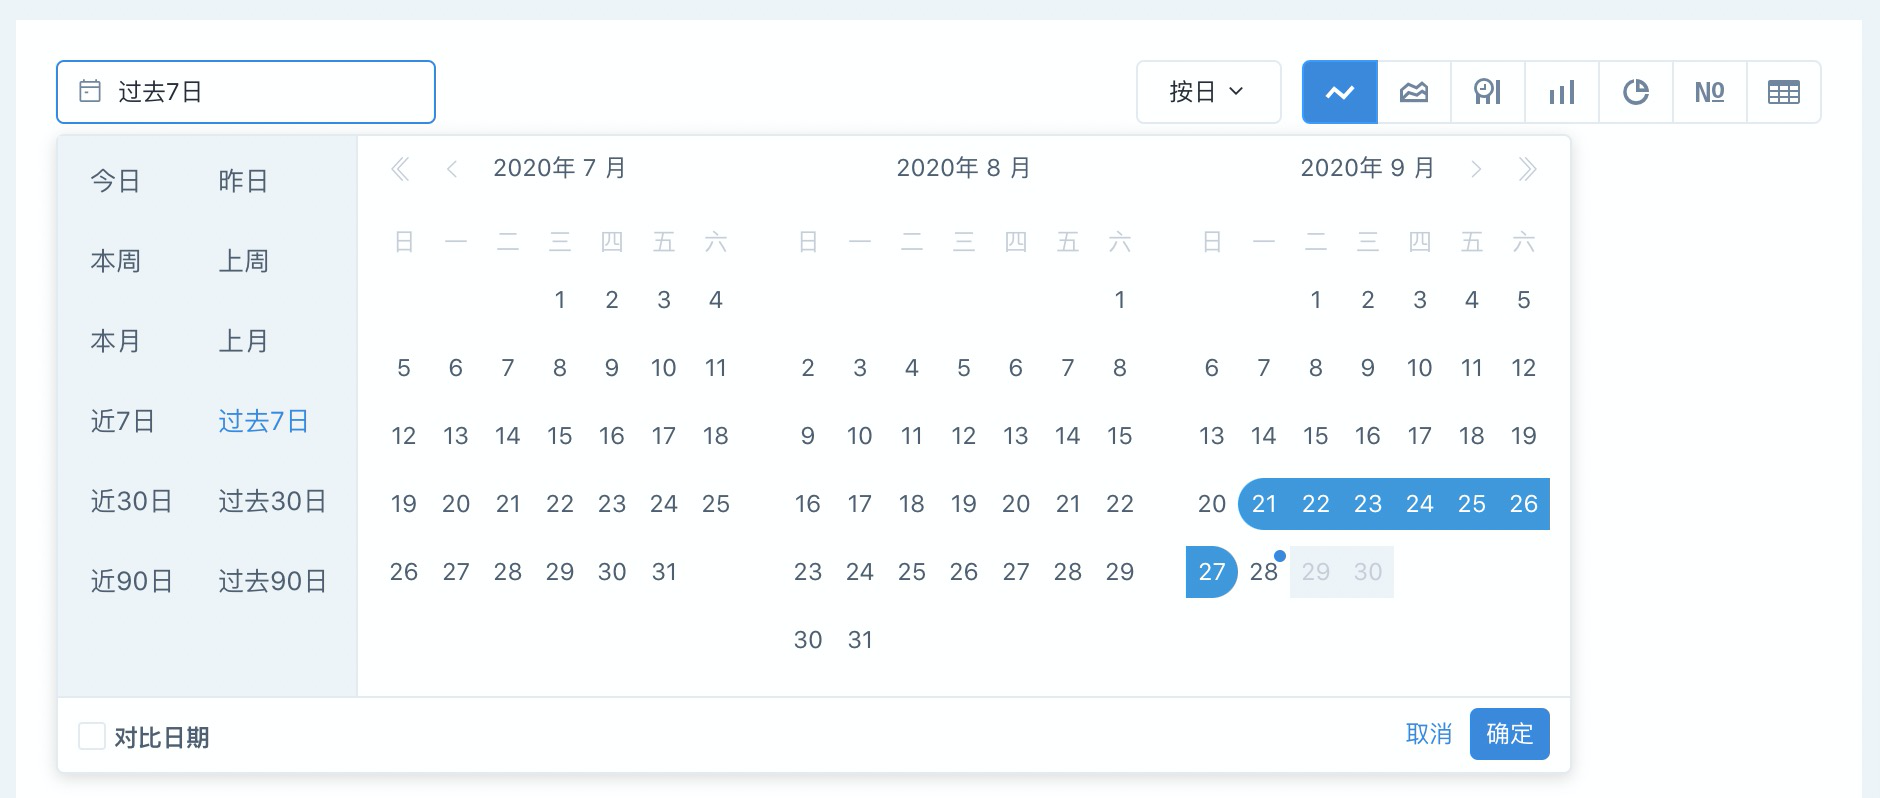 过去7日
按日
NO
今日 昨日
本周 上周
本月 上月
近7日 过去7日
近30日 过去30日
近90日 过去90日
2020年 7 月
日 一 二 三 四 五 六
1 2 3 4
5 6 7 8 9 10 11
12 13 14 15 16 17 18
19 20 21 22 23 24 25
26 27 28 29 30 31
2020年 8 月
日 一 二 三 四 五 六
1
2 3 4 5 6 7 8
9 10 11 12 13 14 15
16 17 18 19 20 21 22
23 24 25 26 27 28 29
30 31
2020年 9 月
日 一 二 三 四 五 六
1 2 3 4 5
6 7 8 9 10 11 12
13 14 15 16 17 18 19
20 21 22 23 24 25 26
27 28 29 30
对比日期
取消 确定